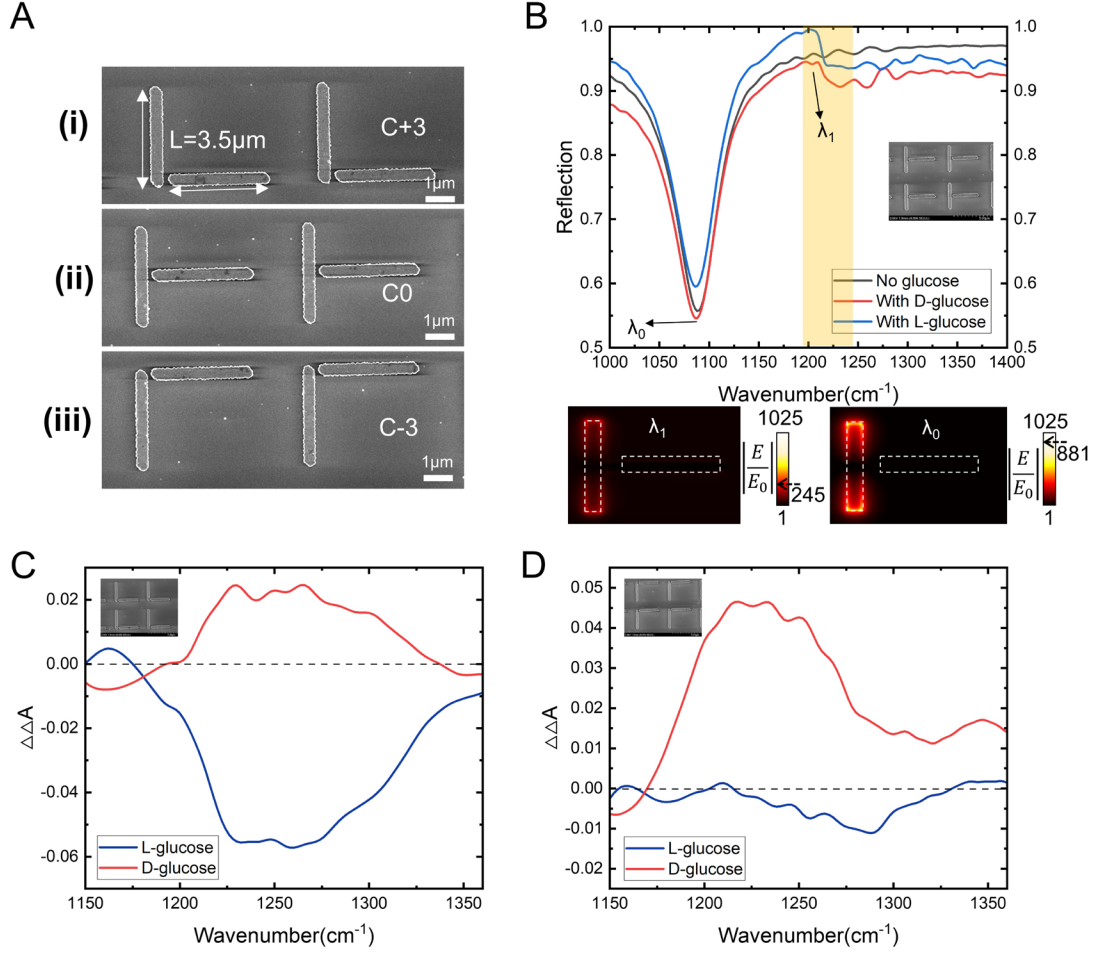 A
(i)
L=3.5μm
C+3
1μm
(ii)
C0
1μm
(iii)
C-3
1μm
B
Reflection
1.0
0.9
0.8
0.7
0.6
0.5
1.0
0.9
0.8
0.7
0.6
0.5
λ1
λ0
No glucose
With D-glucose
With L-glucose
1000 1050 1100 1150 1200 1250 1300 1350 1400
Wavenumber(cm-1)
λ1
|E/E0|
1025
245
1
λ0
|E/E0|
1025
881
1
C
△△A
0.02
0.00
-0.02
-0.04
-0.06
L-glucose
D-glucose
1150 1200 1250 1300 1350
Wavenumber(cm-1)
D
△△A
0.05
0.04
0.03
0.02
0.01
0.00
-0.01
-0.02
L-glucose
D-glucose
1150 1200 1250 1300 1350
Wavenumber(cm-1)